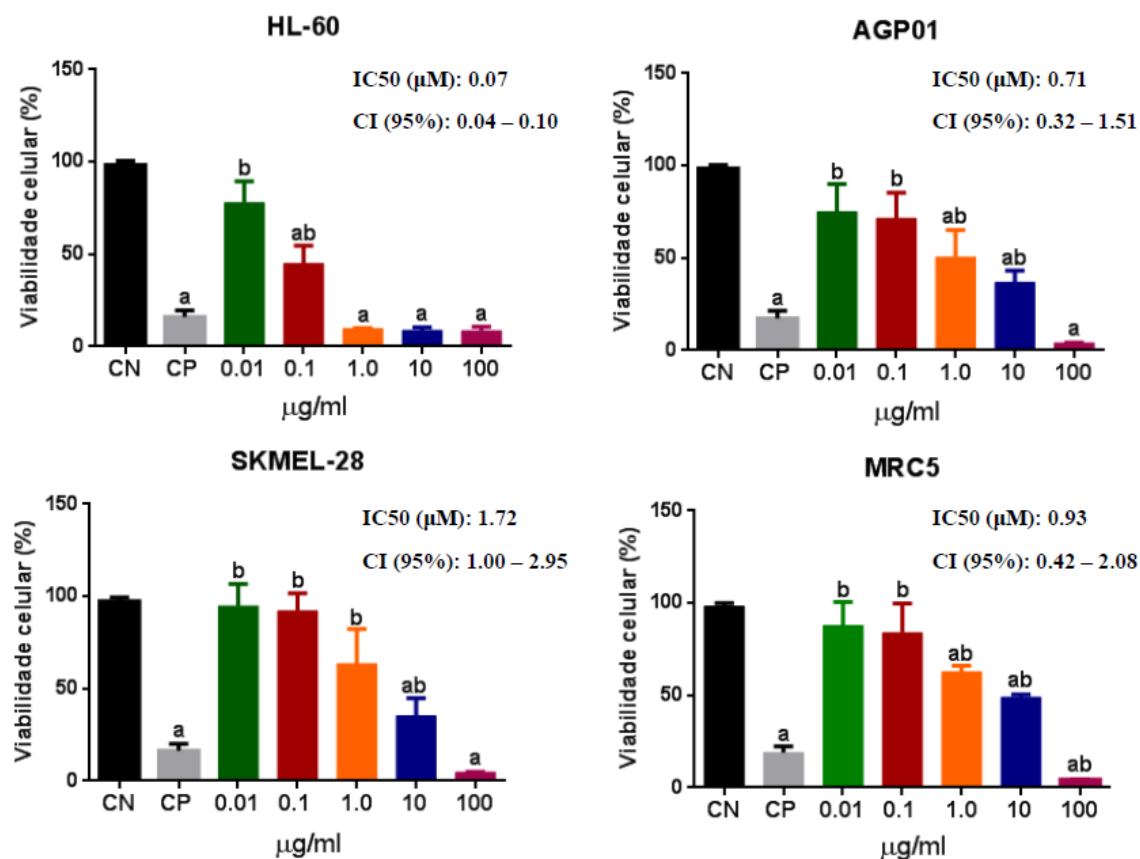 HL-60
IC50 (μM): 0.07
CI (95%): 0.04 – 0.10
Viabilidade celular (%)
150
100
50
0
a
b
ab
a
a
a
CN CP 0.01 0.1 1.0 10 100
μg/ml
AGP01
IC50 (μM): 0.71
CI (95%): 0.32 – 1.51
Viabilidade celular (%)
150
100
50
0
a
b
b
ab
ab
a
CN CP 0.01 0.1 1.0 10 100
μg/ml
SKMEL-28
IC50 (μM): 1.72
CI (95%): 1.00 – 2.95
Viabilidade celular (%)
150
100
50
0
a
b
b
b
ab
a
CN CP 0.01 0.1 1.0 10 100
μg/ml
MRC5
IC50 (μM): 0.93
CI (95%): 0.42 – 2.08
Viabilidade celular (%)
150
100
50
0
a
b
b
ab
ab
ab
CN CP 0.01 0.1 1.0 10 100
μg/ml